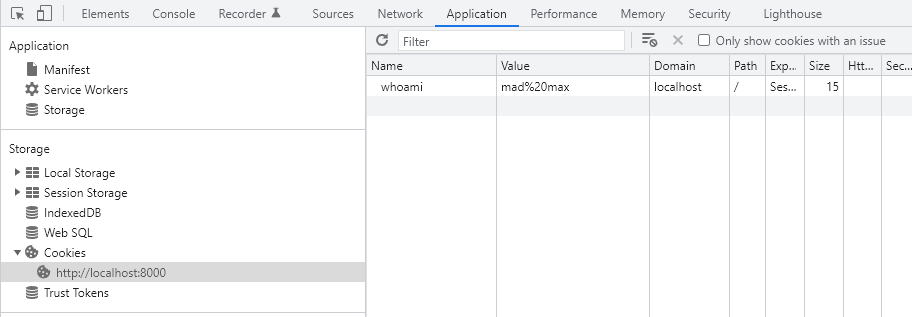 Elements Console Recorder Sources Network Application Performance Memory Security Lighthouse
Application
Manifest
Service Workers
Storage
Storage
Local Storage
Session Storage
IndexedDB
Web SQL
Cookies
http://localhost:8000
Trust Tokens
Filter Only show cookies with an issue
Name Value Domain Path Exp... Size Htt... Sec...
whoami mad%20max localhost / Ses... 15